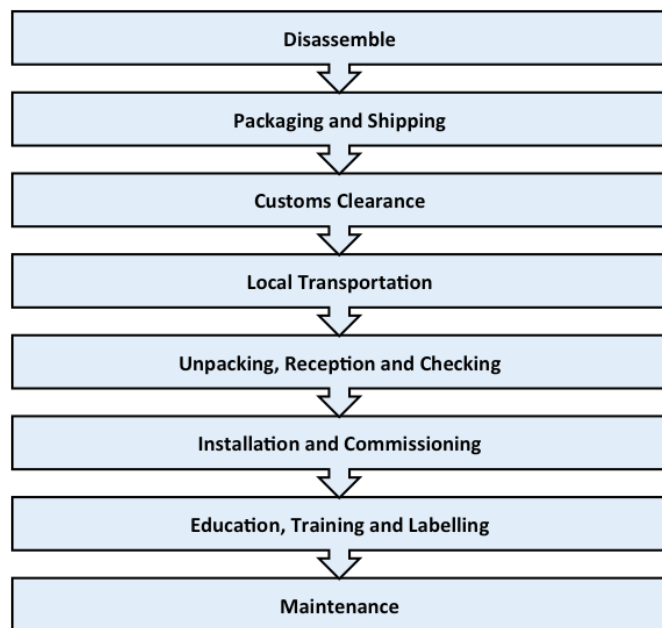 Disassemble
Packaging and Shipping
Customs Clearance
Local Transportation
Unpacking, Reception and Checking
Installation and Commissioning
Education, Training and Labelling
Maintenance